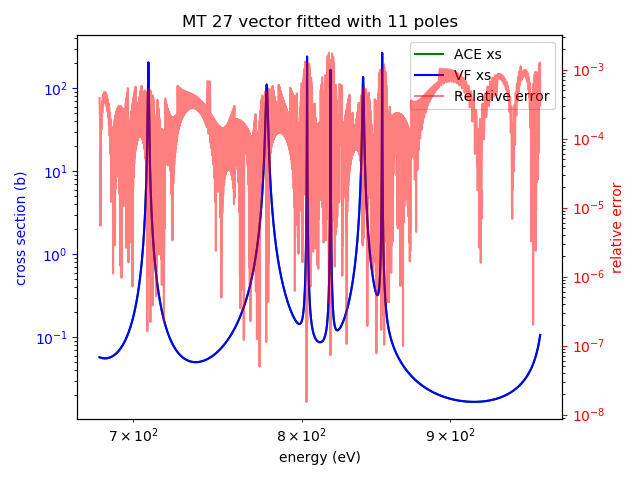 MT 27 vector fitted with 11 poles
ACE xs
VF xs
Relative error
cross section (b)
10²
10¹
10⁰
10⁻¹
10⁻³
10⁻⁴
10⁻⁵
10⁻⁶
10⁻⁷
10⁻⁸
relative error
7 × 10² 8 × 10² 9 × 10²
energy (eV)